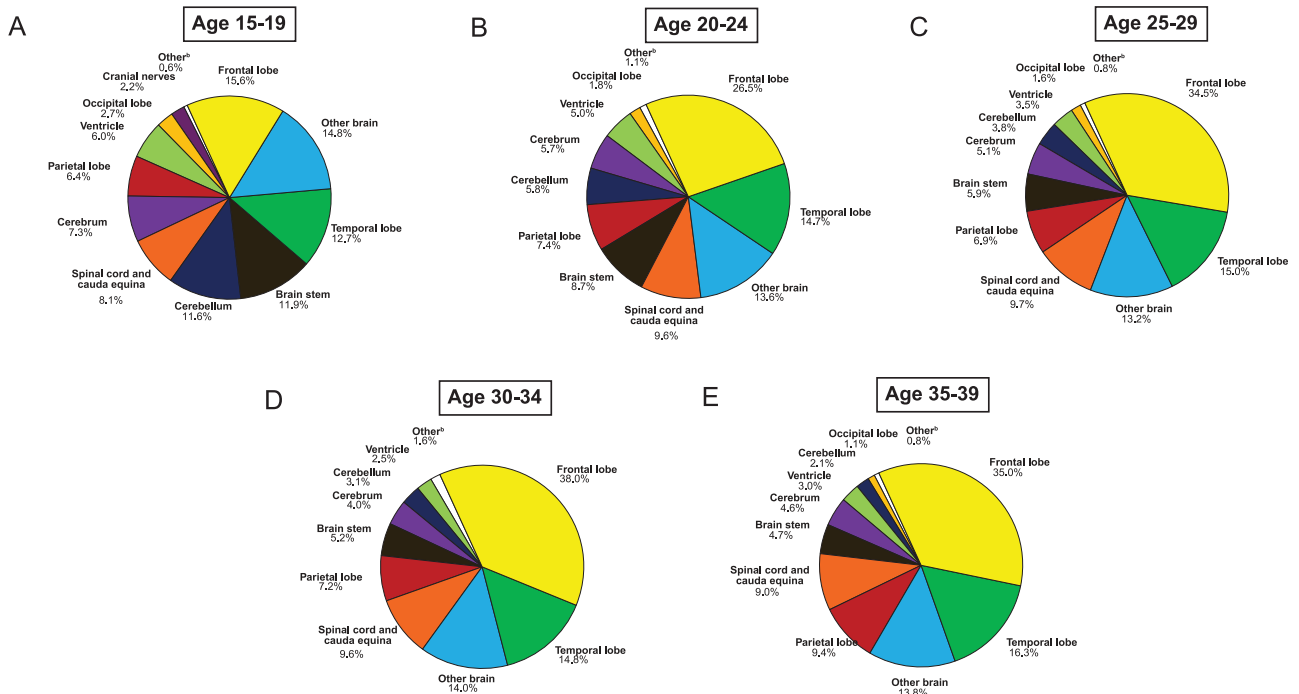 A
Age 15-19
Otherᵇ
0.6%
Cranial nerves
2.2%
Occipital lobe
2.7%
Ventricle
6.0%
Parietal lobe
6.4%
Cerebrum
7.3%
Spinal cord and
cauda equina
8.1%
Cerebellum
11.6%
Brain stem
11.9%
Temporal lobe
12.7%
Other brain
14.8%
Frontal lobe
15.6%
B
Age 20-24
Otherᵇ
1.1%
Occipital lobe
1.8%
Ventricle
5.0%
Cerebrum
5.7%
Cerebellum
5.8%
Parietal lobe
7.4%
Brain stem
8.7%
Spinal cord and
cauda equina
9.6%
Other brain
13.6%
Temporal lobe
14.7%
Frontal lobe
26.5%
C
Age 25-29
Otherᵇ
0.8%
Occipital lobe
1.6%
Ventricle
3.5%
Cerebellum
3.8%
Cerebrum
5.1%
Brain stem
5.9%
Parietal lobe
6.9%
Spinal cord and
cauda equina
9.7%
Other brain
13.2%
Temporal lobe
15.0%
Frontal lobe
34.5%
D
Age 30-34
Otherᵇ
1.6%
Ventricle
2.5%
Cerebellum
3.1%
Cerebrum
4.0%
Brain stem
5.2%
Parietal lobe
7.2%
Spinal cord and
cauda equina
9.6%
Other brain
14.0%
Temporal lobe
14.8%
Frontal lobe
38.0%
E
Age 35-39
Otherᵇ
0.8%
Occipital lobe
1.1%
Cerebellum
2.1%
Ventricle
3.0%
Cerebrum
4.6%
Brain stem
4.7%
Spinal cord and
cauda equina
9.0%
Parietal lobe
9.4%
Other brain
13.8%
Temporal lobe
16.3%
Frontal lobe
35.0%